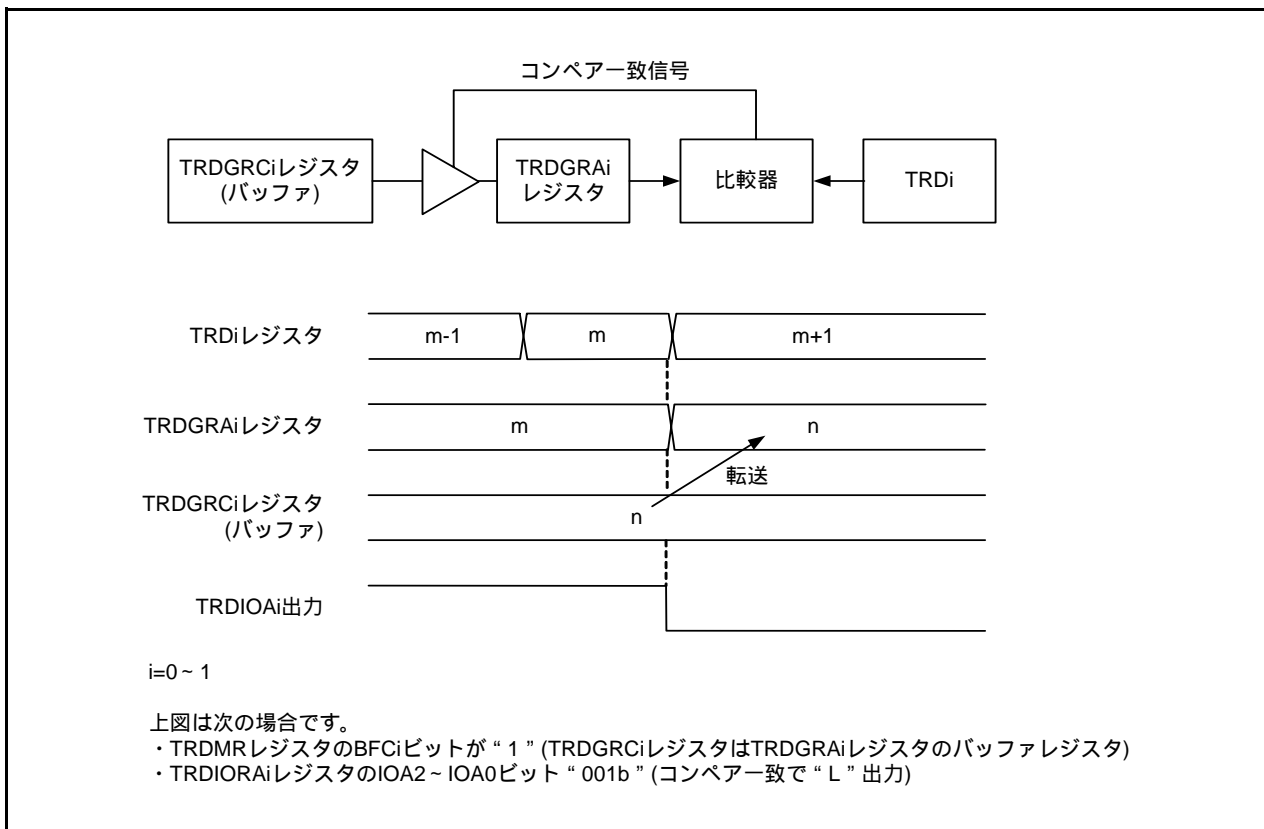 コンペア一致信号
TRDGRCiレジスタ
(バッファ)
TRDGRAi
レジスタ
比較器
TRDi
TRDiレジスタ
m-1
m
m+1
TRDGRAiレジスタ
m
n
転送
TRDGRCiレジスタ
(バッファ)
n
TRDIOAi出力
i=0～1
上図は次の場合です。
・TRDMRレジスタのBFCiビットが“1”(TRDGRCiレジスタはTRDGRAiレジスタのバッファレジスタ)
・TRDIORAiレジスタのIOA2～IOA0ビット“001b”(コンペア一致で“L”出力)